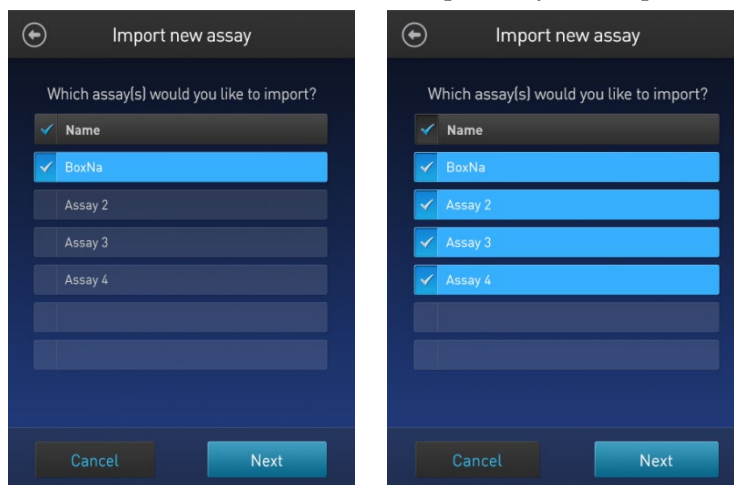 Import new assay
Which assay(s) would you like to import?
Name
BoxNa
Assay 2
Assay 3
Assay 4
Cancel
Next
Import new assay
Which assay(s) would you like to import?
Name
BoxNa
Assay 2
Assay 3
Assay 4
Cancel
Next